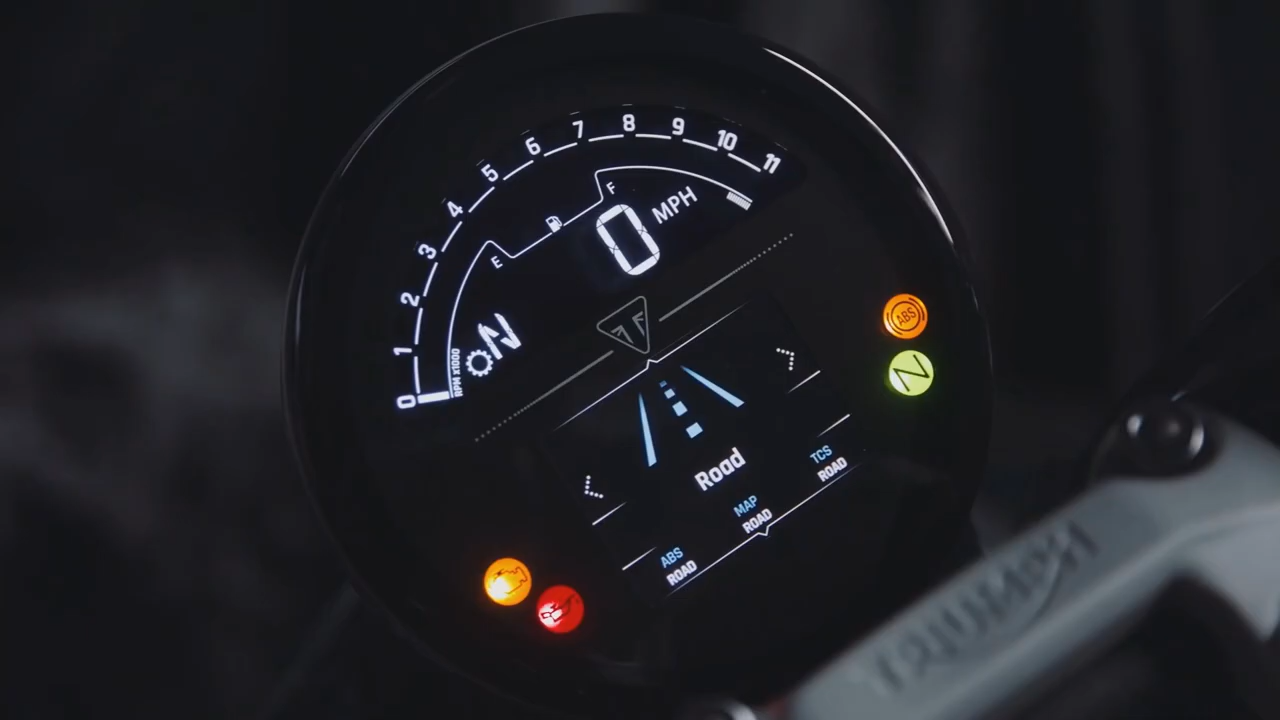 0 1 2 3 4 5 6 7 8 9 10 11
RPM x1000
E F
0 MPH
N
ABS
N
Road
ABS MAP TCS
ROAD ROAD ROAD
TRIUMPH